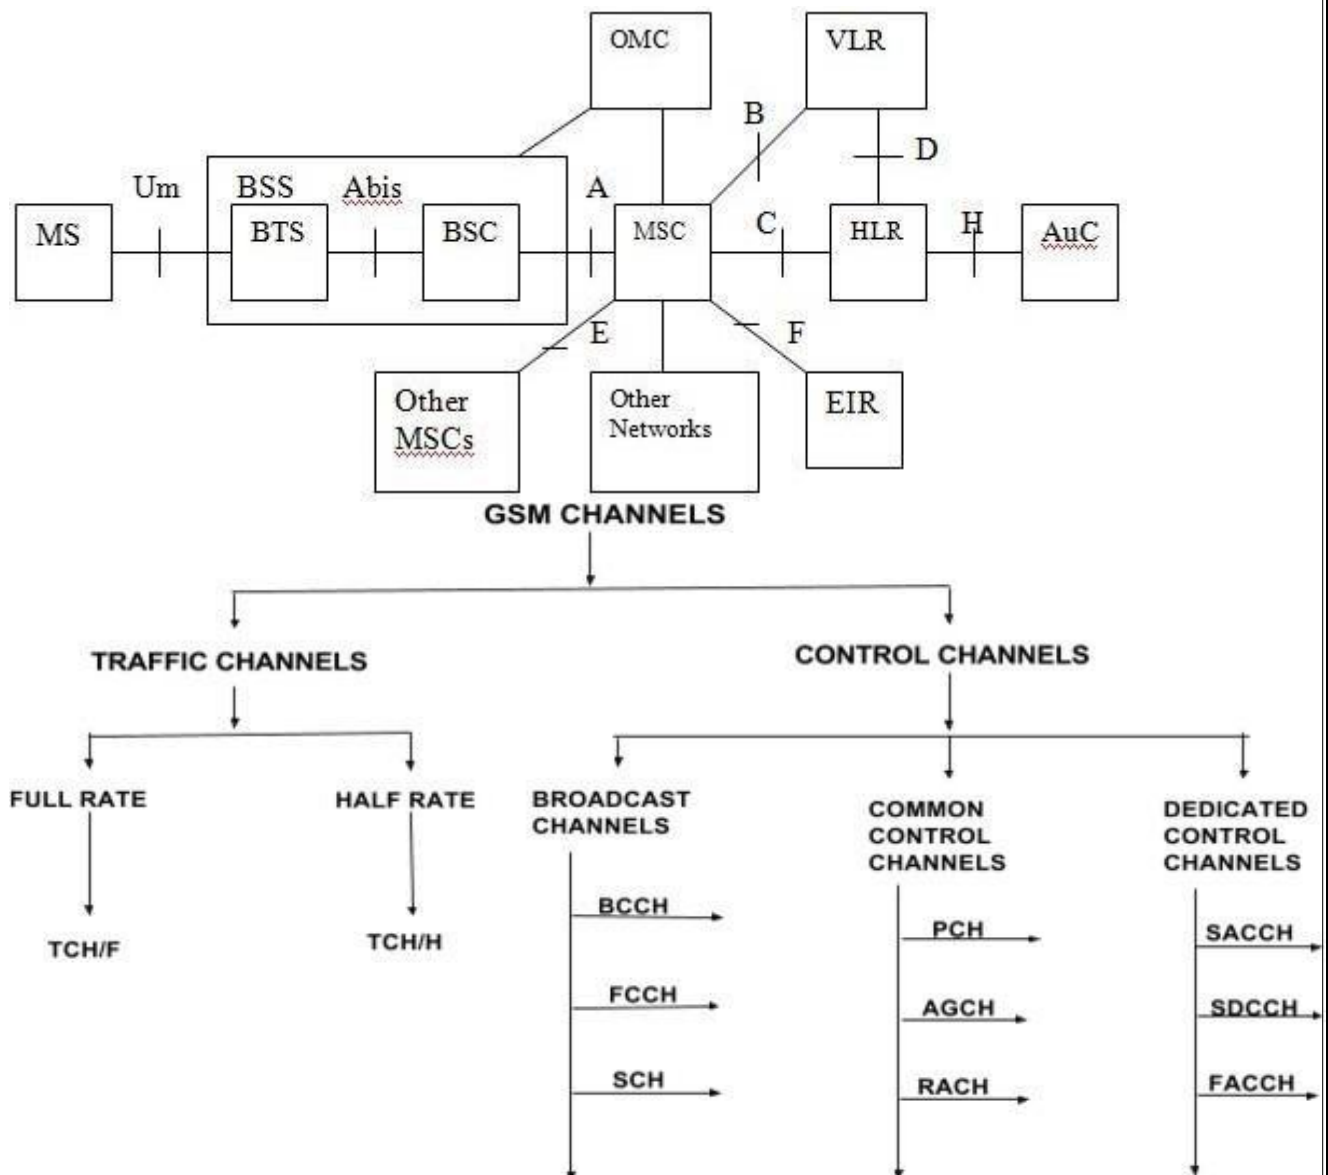 OMC
VLR
B
D
Um
BSS
Abis
A
MS
BTS
BSC
MSC
C
HLR
H
AuC
E
F
Other
MSCs
Other
Networks
EIR
GSM CHANNELS
TRAFFIC CHANNELS
CONTROL CHANNELS
FULL RATE
HALF RATE
BROADCAST
CHANNELS
COMMON
CONTROL
CHANNELS
DEDICATED
CONTROL
CHANNELS
TCH/F
TCH/H
BCCH
FCCH
SCH
PCH
AGCH
RACH
SACCH
SDCCH
FACCH